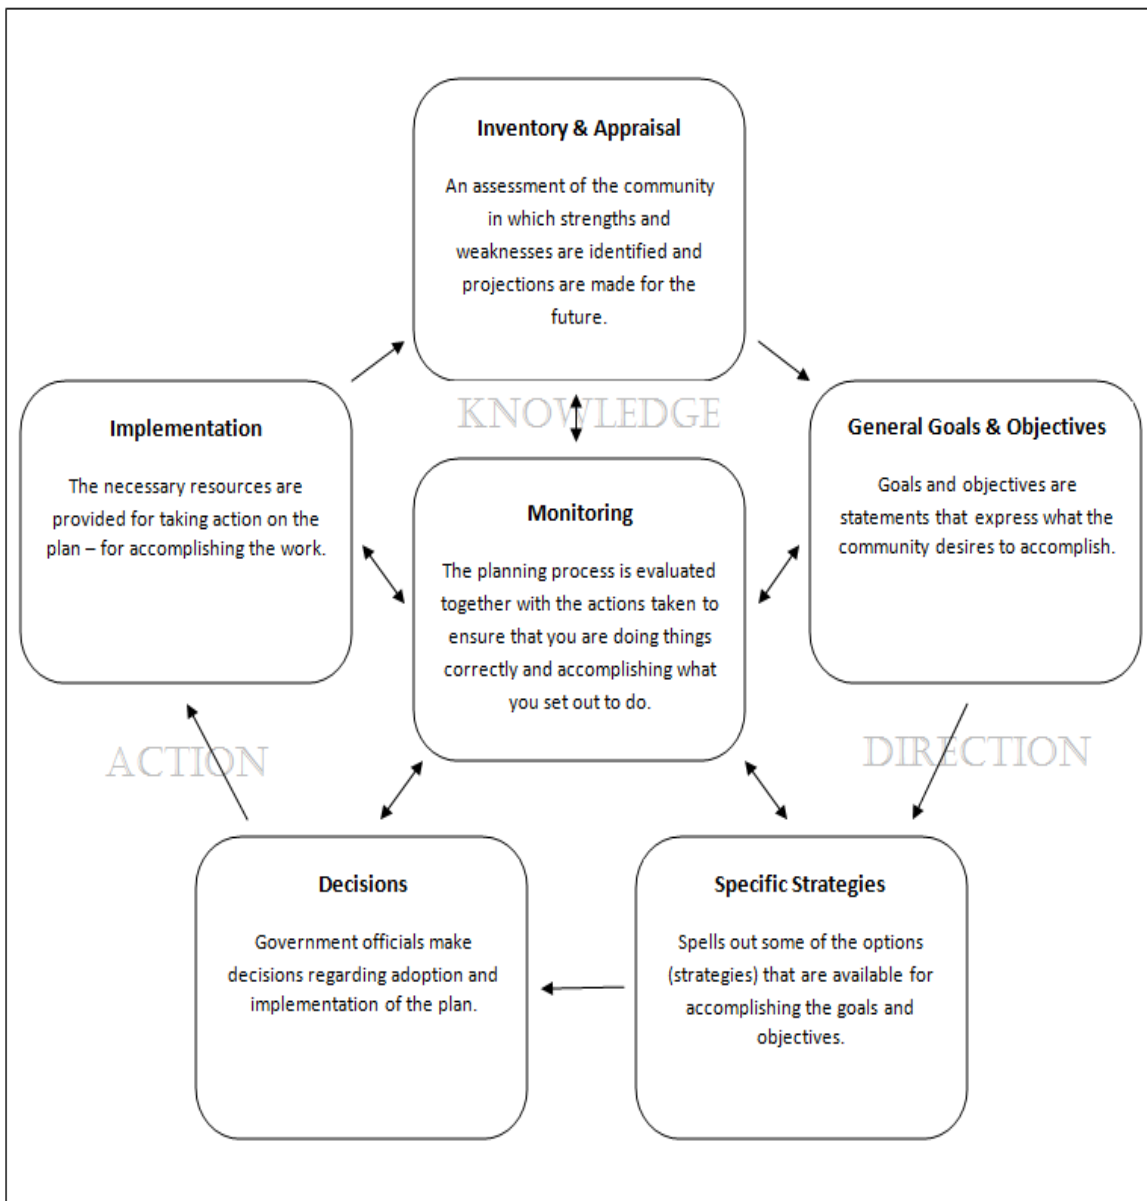 Inventory & Appraisal
An assessment of the community
in which strengths and
weaknesses are identified and
projections are made for the
future.
KNOWLEDGE
Implementation
The necessary resources are
provided for taking action on the
plan – for accomplishing the work.
General Goals & Objectives
Goals and objectives are
statements that express what the
community desires to accomplish.
Monitoring
The planning process is evaluated
together with the actions taken to
ensure that you are doing things
correctly and accomplishing what
you set out to do.
ACTION
DIRECTION
Decisions
Government officials make
decisions regarding adoption and
implementation of the plan.
Specific Strategies
Spells out some of the options
(strategies) that are available for
accomplishing the goals and
objectives.